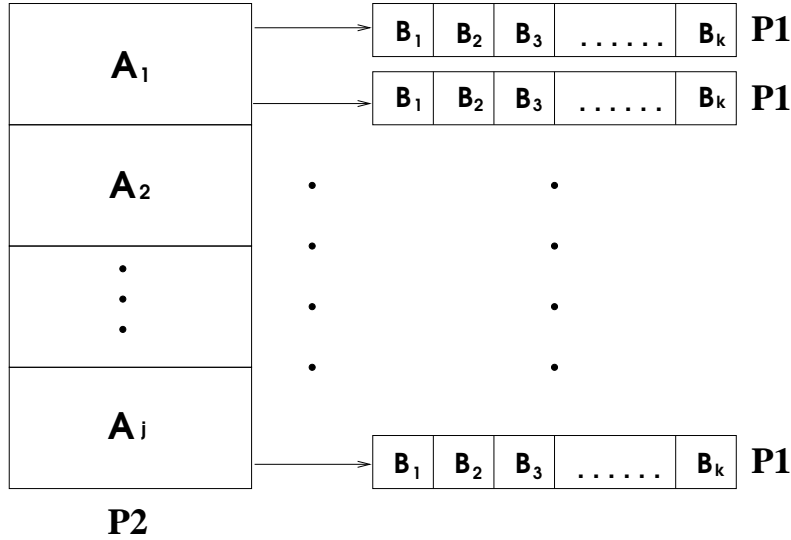 A₁ B₁ B₂ B₃ ...... Bₖ P1
B₁ B₂ B₃ ...... Bₖ P1
A₂
Aⱼ
B₁ B₂ B₃ ...... Bₖ P1
P2